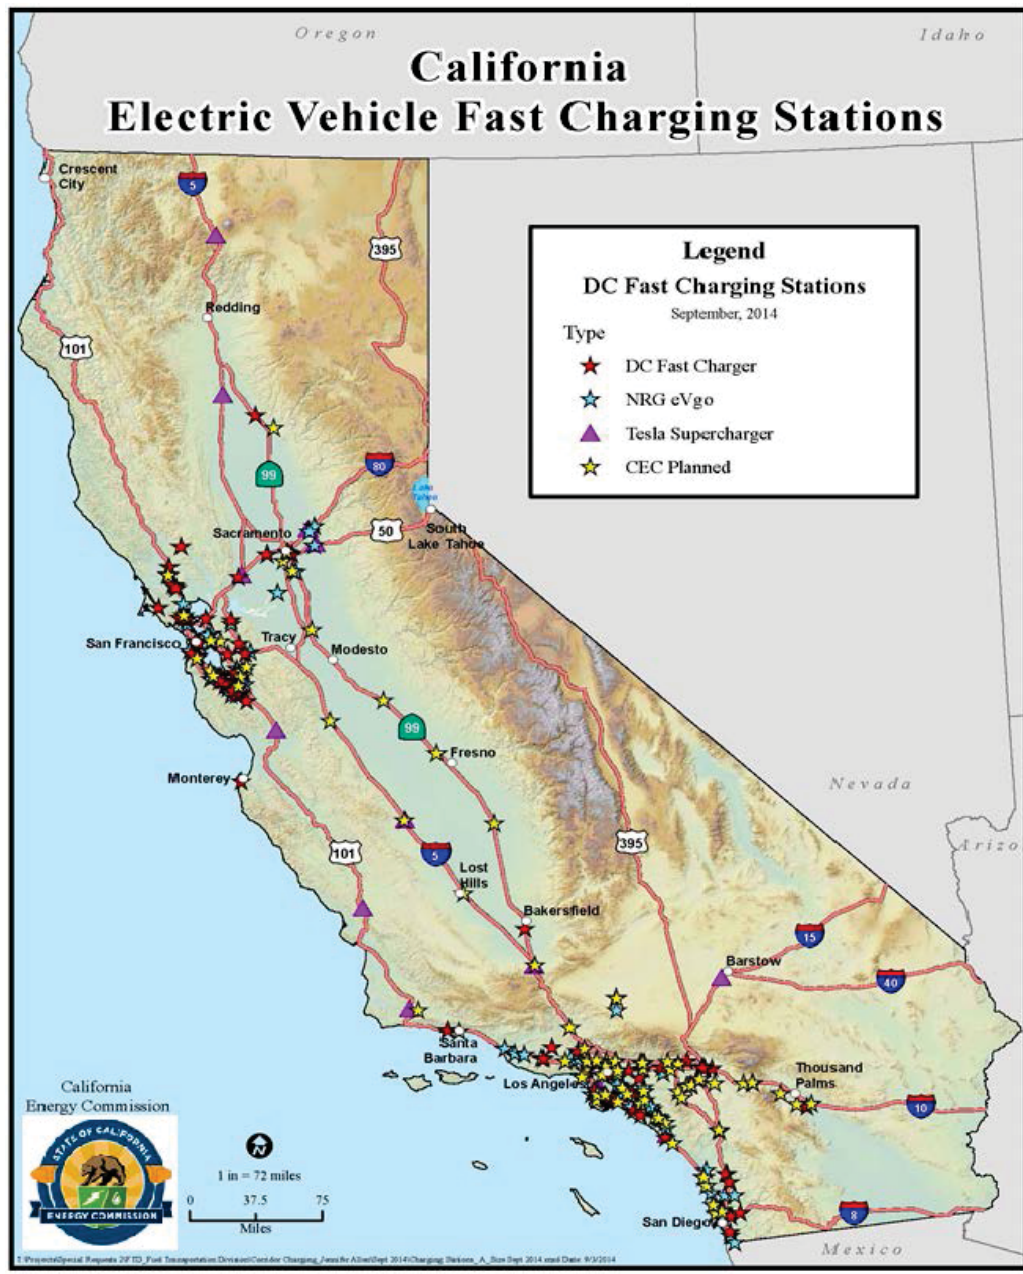 Oregon
Idaho
California
Electric Vehicle Fast Charging Stations
Crescent
City
5
395
Legend
DC Fast Charging Stations
September, 2014
Type
DC Fast Charger
NRG eVgo
Tesla Supercharger
CEC Planned
Redding
101
99
80
Lake
Tahoe
50
Sacramento
South
Lake Tahoe
San Francisco
Tracy
Modesto
99
Fresno
Monterey
Nevada
395
Arizo
101
5
Lost
Hills
Bakersfield
15
Barstow
40
Santa
Barbara
Los Angeles
Thousand
Palms
10
California
Energy Commission
STATE OF CALIFORNIA
ENERGY COMMISSION
N
1 in = 72 miles
0 37.5 75
Miles
San Diego
8
Mexico